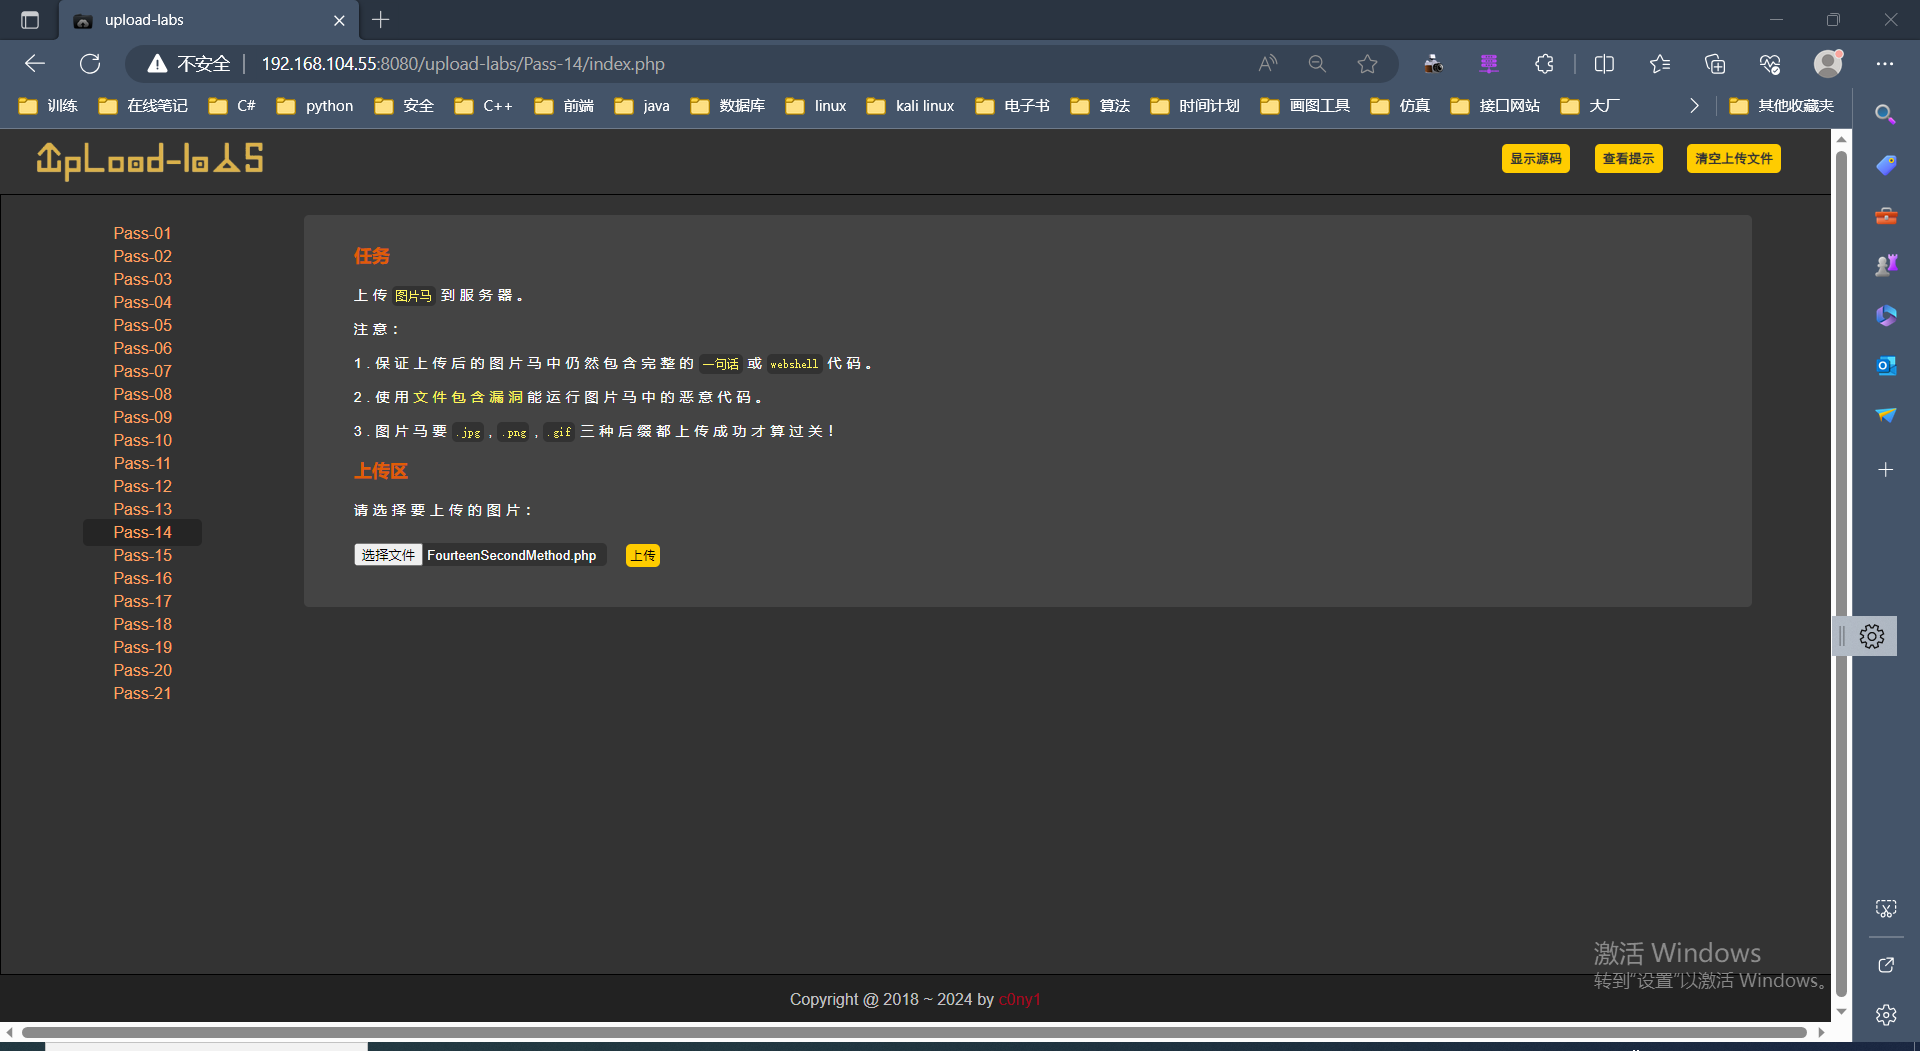 upload-labs
不安全
192.168.104.55:8080/upload-labs/Pass-14/index.php
训练 在线笔记 C# python 安全 C++ 前端 java 数据库 linux kali linux 电子书 算法 时间计划 画图工具 仿真 接口网站 大厂 其他收藏夹
UpLoad-labs
显示源码 查看提示 清空上传文件
Pass-01
Pass-02
Pass-03
Pass-04
Pass-05
Pass-06
Pass-07
Pass-08
Pass-09
Pass-10
Pass-11
Pass-12
Pass-13
Pass-14
Pass-15
Pass-16
Pass-17
Pass-18
Pass-19
Pass-20
Pass-21
任务
上传图片马到服务器。
注意：
1.保证上传后的图片马中仍然包含完整的一句话或webshell代码。
2.使用文件包含漏洞能运行图片马中的恶意代码。
3.图片马要.jpg,.png,.gif三种后缀都上传成功才算过关！
上传区
请选择要上传的图片：
选择文件 FourteenSecondMethod.php 上传
激活 Windows
转到"设置"以激活 Windows。
Copyright @ 2018 ~ 2024 by c0ny1